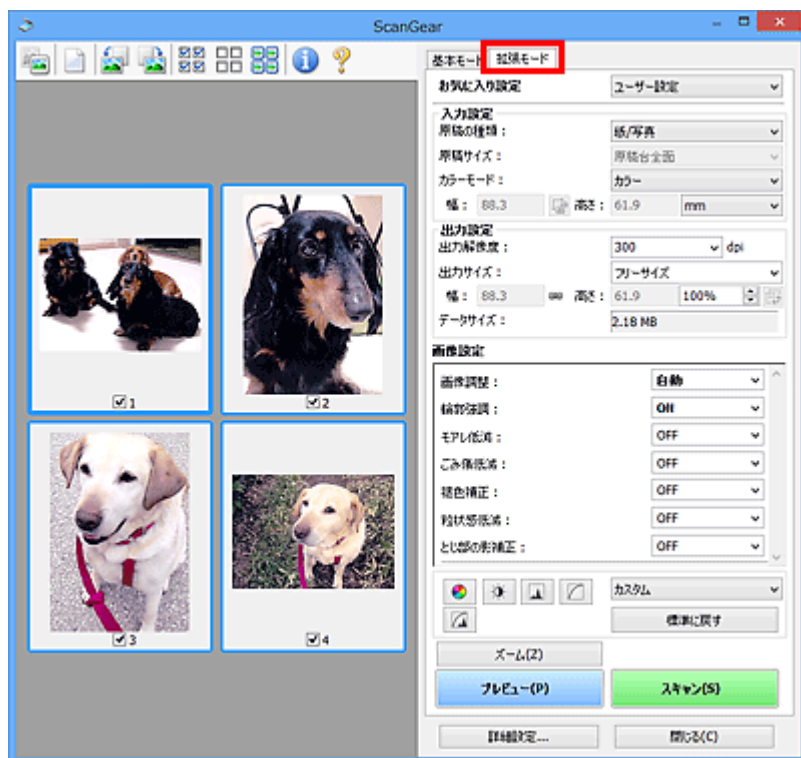 ScanGear
基本モード 拡張モード
お気に入り設定 ユーザー設定
入力設定
原稿の種類： 紙/写真
原稿サイズ： 原稿台全面
カラーモード： カラー
幅： 88.3 高さ： 61.9 mm
出力設定
出力解像度： 300 dpi
出力サイズ： フリーサイズ
幅： 88.3 高さ： 61.9 100%
データサイズ： 2.18 MB
画像設定
画像調整： 自動
輪郭強調： ON
モアレ低減： OFF
ごみ傷低減： OFF
褪色補正： OFF
粒状感低減： OFF
とじ部の影補正： OFF
カスタム
標準に戻す
ズーム(Z)
プレビュー(P) スキャン(S)
詳細設定... 閉じる(C)
1
2
3
4